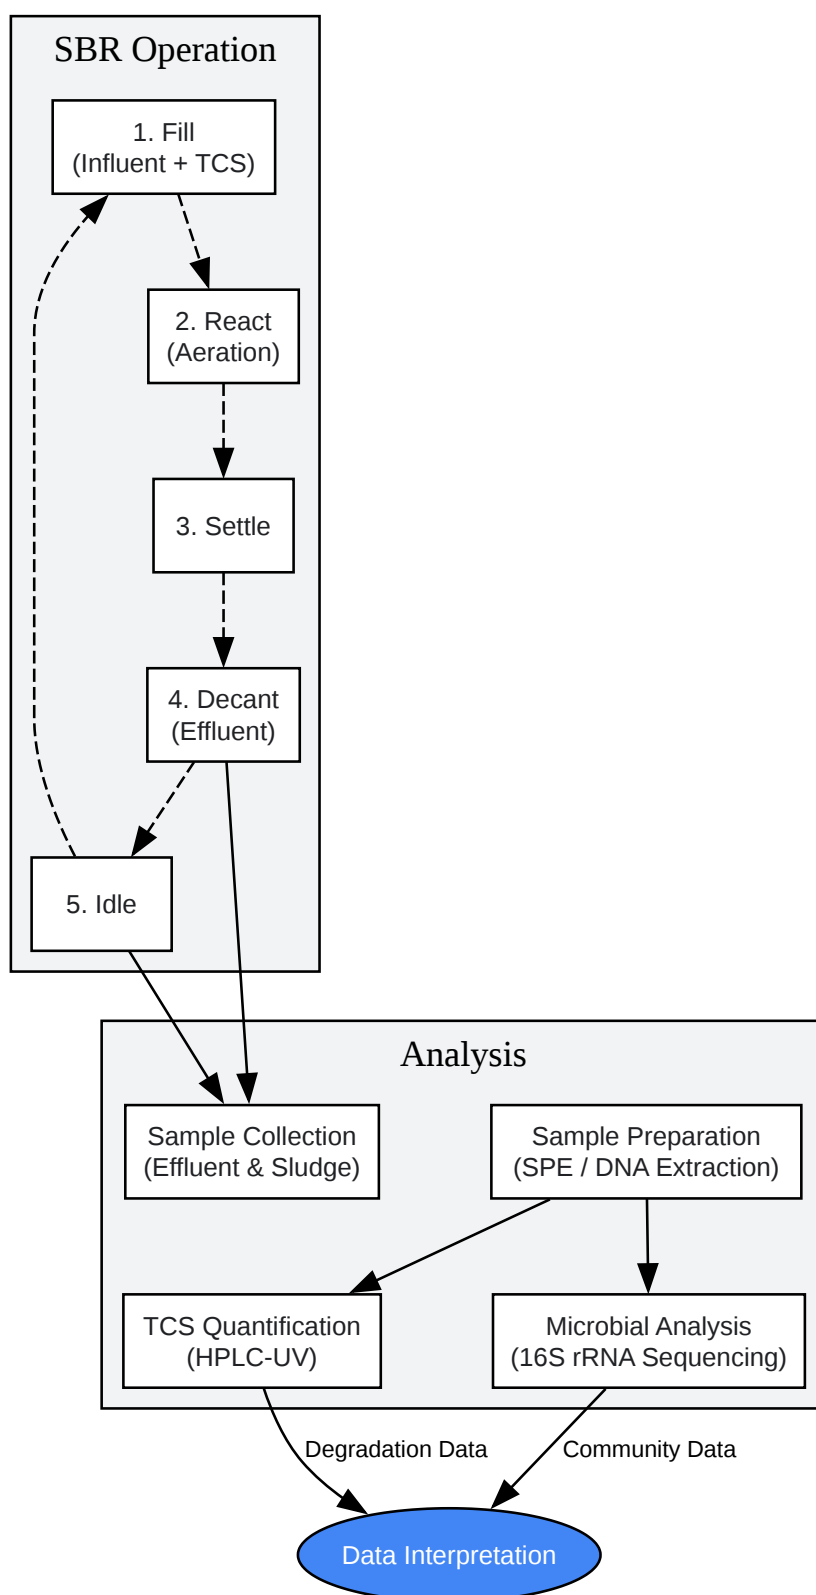 SBR Operation
1. Fill
(Influent + TCS)
2. React
(Aeration)
3. Settle
4. Decant
(Effluent)
5. Idle
Analysis
Sample Collection
(Effluent & Sludge)
Sample Preparation
(SPE / DNA Extraction)
TCS Quantification
(HPLC-UV)
Microbial Analysis
(16S rRNA Sequencing)
Degradation Data
Community Data
Data Interpretation